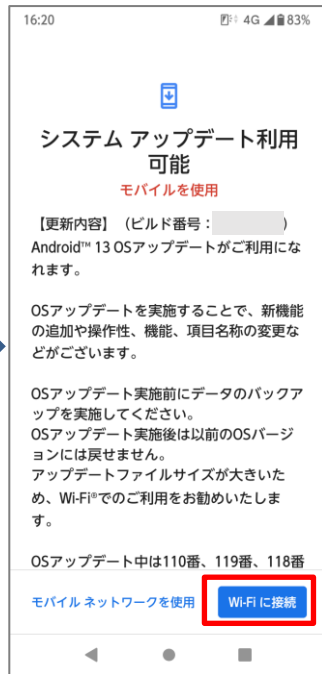 16:20 4G 83%
システム アップデート利用
可能
モバイルを使用
【更新内容】（ビルド番号： ）
Android™ 13 OSアップデートがご利用にな
れます。
OSアップデートを実施することで、新機能
の追加や操作性、機能、項目名称の変更な
どがございます。
OSアップデート実施前にデータのバックア
ップを実施してください。
OSアップデート実施後は以前のOSバージ
ョンには戻せません。
アップデートファイルサイズが大きいた
め、Wi-Fi®でのご利用をお勧めいたしま
す。
OSアップデート中は110番、119番、118番
モバイル ネットワークを使用 Wi-Fi に接続